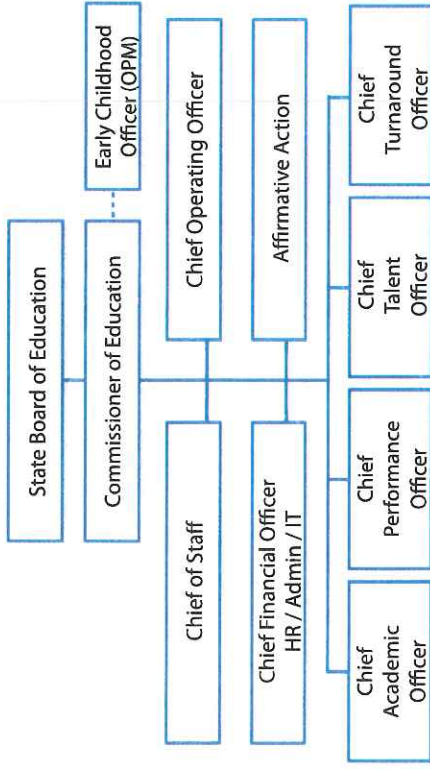 State Board of Education
Commissioner of Education
Early Childhood
Officer (OPM)
Chief of Staff
Chief Operating Officer
Chief Financial Officer
HR / Admin / IT
Affirmative Action
Chief
Academic
Officer
Chief
Performance
Officer
Chief
Talent
Officer
Chief
Turnaround
Officer